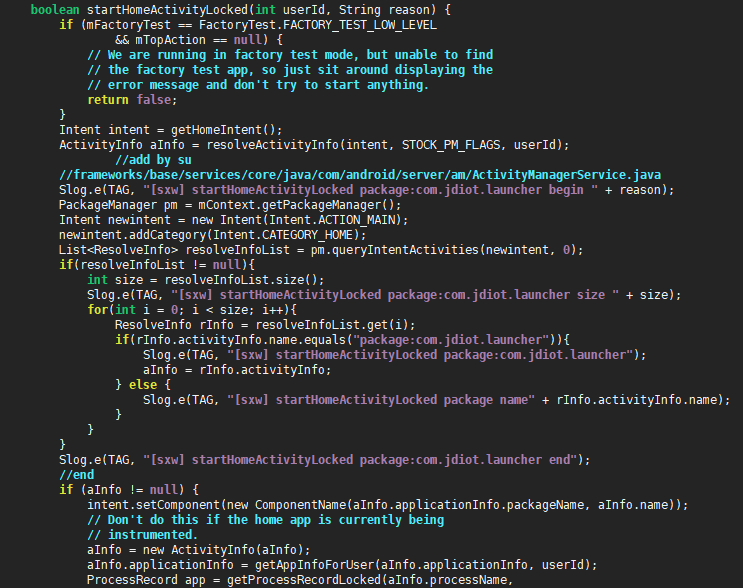 boolean startHomeActivityLocked(int userId, String reason) {
if (mFactoryTest == FactoryTest.FACTORY_TEST_LOW_LEVEL
&& mTopAction == null) {
// We are running in factory test mode, but unable to find
// the factory test app, so just sit around displaying the
// error message and don't try to start anything.
return false;
}
Intent intent = getHomeIntent();
ActivityInfo aInfo = resolveActivityInfo(intent, STOCK_PM_FLAGS, userId);
//add by su
//frameworks/base/services/core/java/com/android/server/am/ActivityManagerService.java
Slog.e(TAG, "[sxw] startHomeActivityLocked package:com.jdiot.launcher begin " + reason);
PackageManager pm = mContext.getPackageManager();
Intent newintent = new Intent(Intent.ACTION_MAIN);
newintent.addCategory(Intent.CATEGORY_HOME);
List<ResolveInfo> resolveInfoList = pm.queryIntentActivities(newintent, 0);
if(resolveInfoList != null){
int size = resolveInfoList.size();
Slog.e(TAG, "[sxw] startHomeActivityLocked package:com.jdiot.launcher size " + size);
for(int i = 0; i < size; i++){
ResolveInfo rInfo = resolveInfoList.get(i);
if(rInfo.activityInfo.name.equals("package:com.jdiot.launcher")){
Slog.e(TAG, "[sxw] startHomeActivityLocked package:com.jdiot.launcher");
aInfo = rInfo.activityInfo;
} else {
Slog.e(TAG, "[sxw] startHomeActivityLocked package name" + rInfo.activityInfo.name);
}
}
}
Slog.e(TAG, "[sxw] startHomeActivityLocked package:com.jdiot.launcher end");
//end
if (aInfo != null) {
intent.setComponent(new ComponentName(aInfo.applicationInfo.packageName, aInfo.name));
// Don't do this if the home app is currently being
// instrumented.
aInfo = new ActivityInfo(aInfo);
aInfo.applicationInfo = getAppInfoForUser(aInfo.applicationInfo, userId);
ProcessRecord app = getProcessRecordLocked(aInfo.processName,